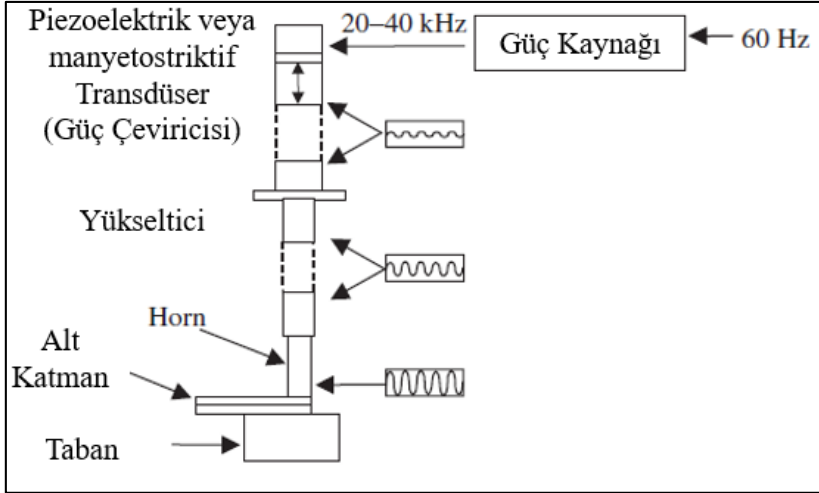 Piezoelektrik veya
manyetostriktif
Transdüser
(Güç Çeviricisi)
20–40 kHz
Güç Kaynağı
60 Hz
Yükseltici
Horn
Alt
Katman
Taban